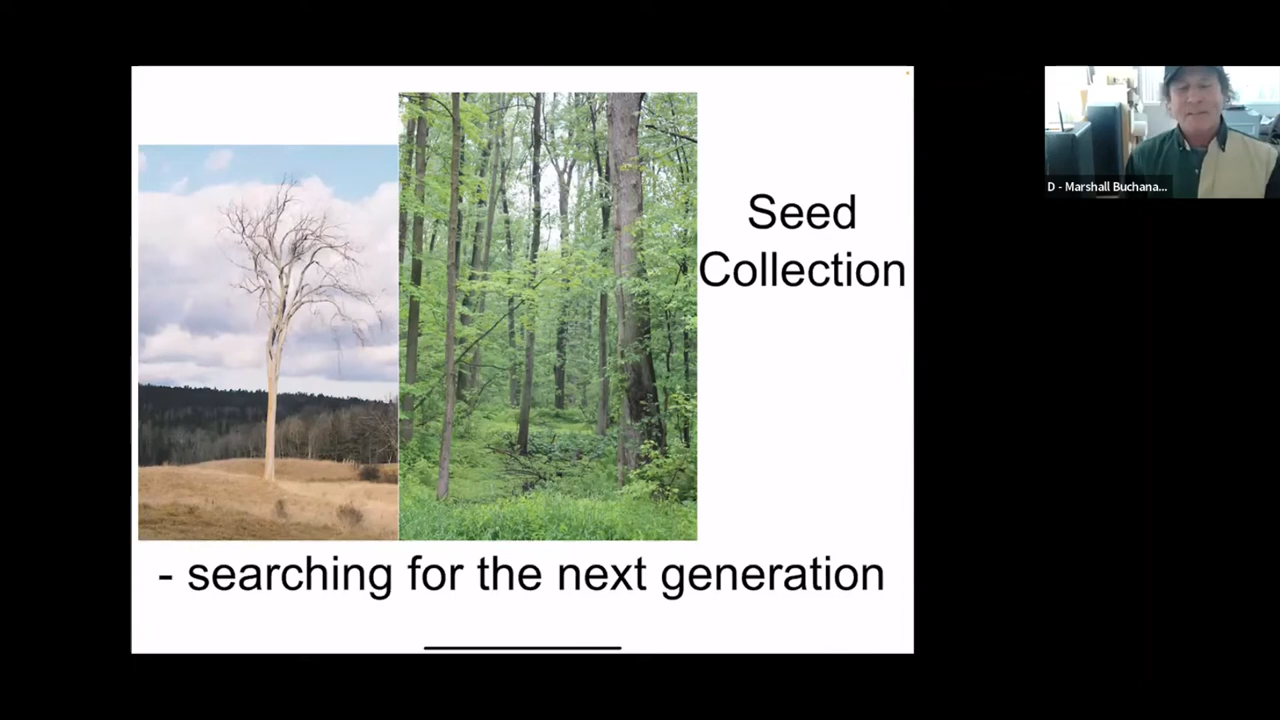 Seed
Collection
- searching for the next generation
D - Marshall Buchana...